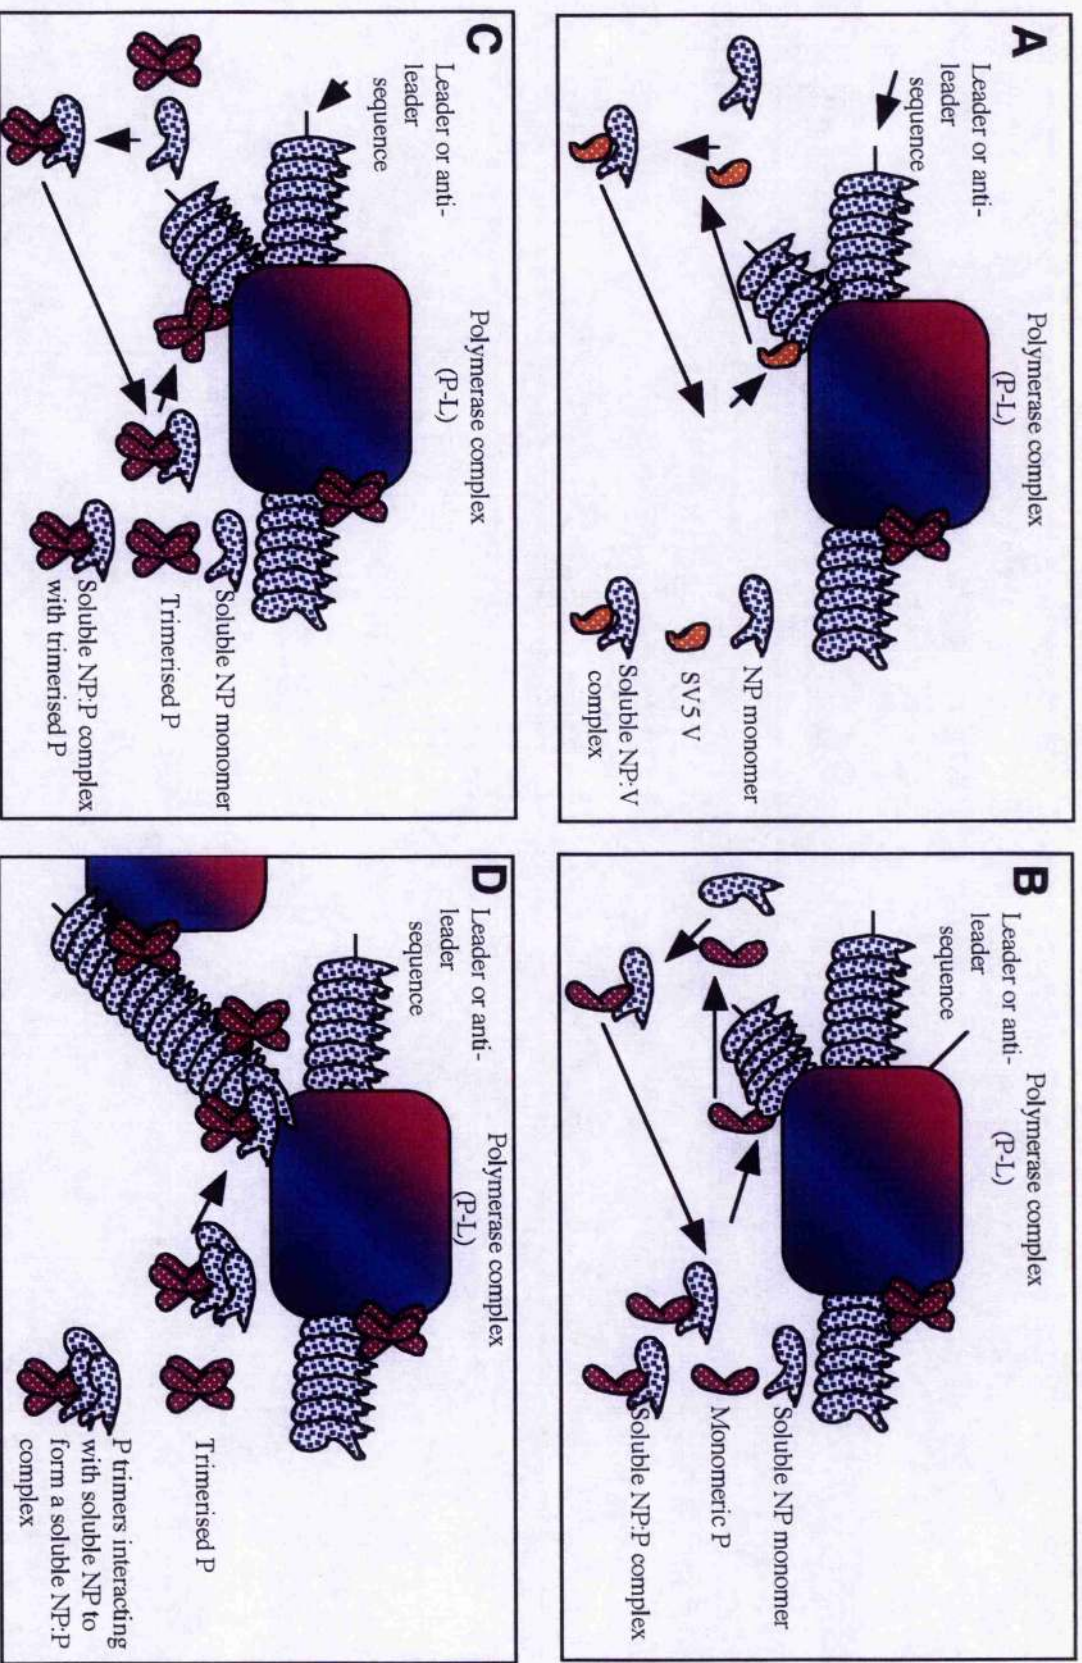 A
Leader or anti-
leader
sequence
Polymerase complex
(P-L)
NP monomer
SV5 V
Soluble NP:V
complex
B
Leader or anti-
leader
sequence
Polymerase complex
(P-L)
Soluble NP monomer
Monomeric P
Soluble NP:P complex
C
Leader or anti-
leader
sequence
Polymerase complex
(P-L)
Soluble NP monomer
Trimerised P
Soluble NP:P complex
with trimerised P
D
Leader or anti-
leader
sequence
Polymerase complex
(P-L)
Trimerised P
P trimers interacting
with soluble NP to
form a soluble NP:P
complex